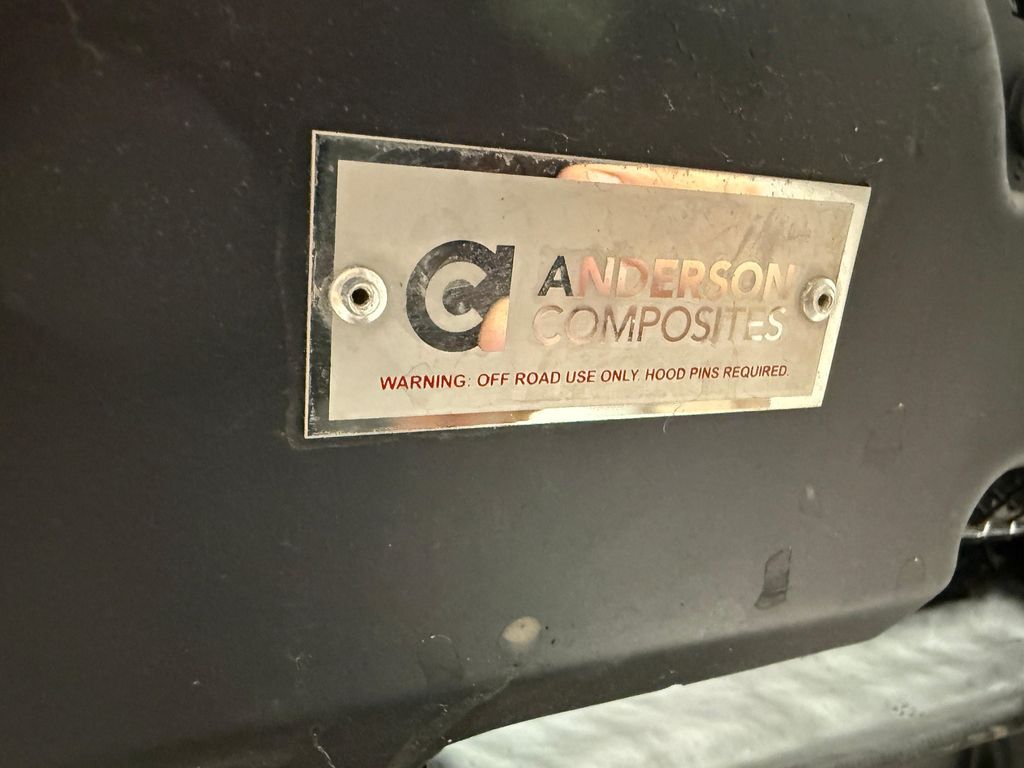 ANDERSON
COMPOSITES
WARNING: OFF ROAD USE ONLY. HOOD PINS REQUIRED.